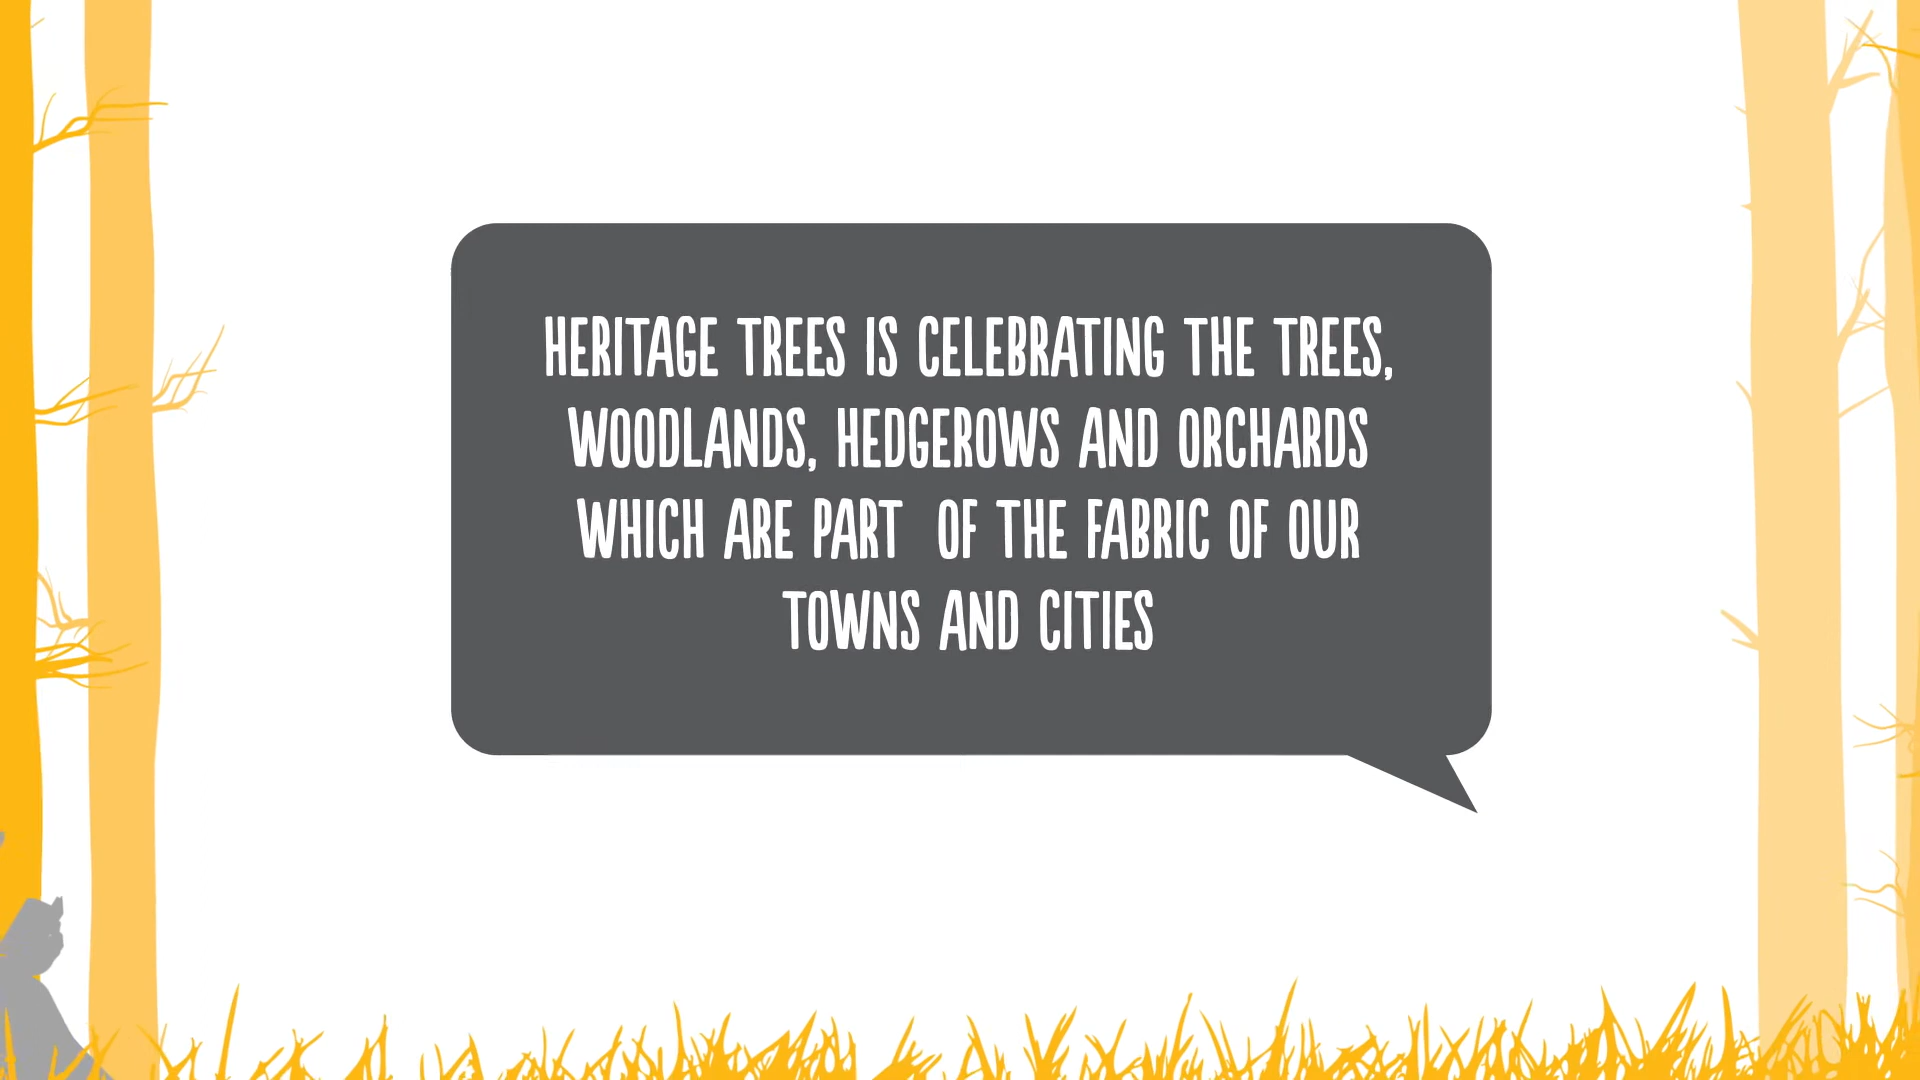 HERITAGE TREES IS CELEBRATING THE TREES,
WOODLANDS, HEDGEROWS AND ORCHARDS
WHICH ARE PART  OF THE FABRIC OF OUR
TOWNS AND CITIES